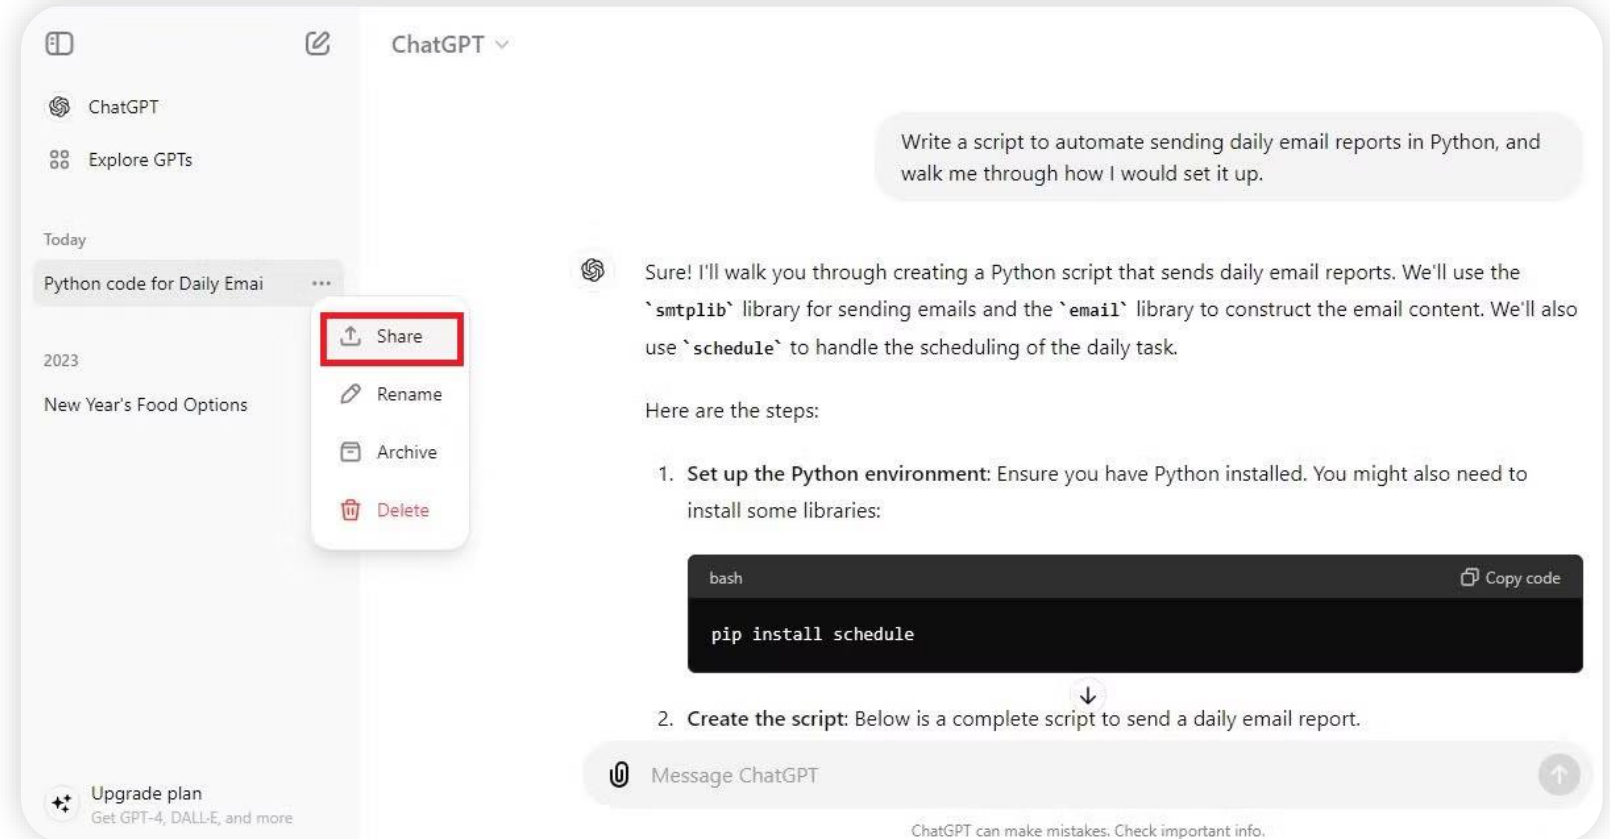 ChatGPT
ChatGPT
Explore GPTs
Today
Python code for Daily Emai
Share
Rename
Archive
Delete
2023
New Year's Food Options
Upgrade plan
Get GPT-4, DALL·E, and more
Write a script to automate sending daily email reports in Python, and
walk me through how I would set it up.
Sure! I'll walk you through creating a Python script that sends daily email reports. We'll use the
`smtplib` library for sending emails and the `email` library to construct the email content. We'll also
use `schedule` to handle the scheduling of the daily task.
Here are the steps:
1. Set up the Python environment: Ensure you have Python installed. You might also need to
install some libraries:
bash Copy code
pip install schedule
2. Create the script: Below is a complete script to send a daily email report.
Message ChatGPT
ChatGPT can make mistakes. Check important info.